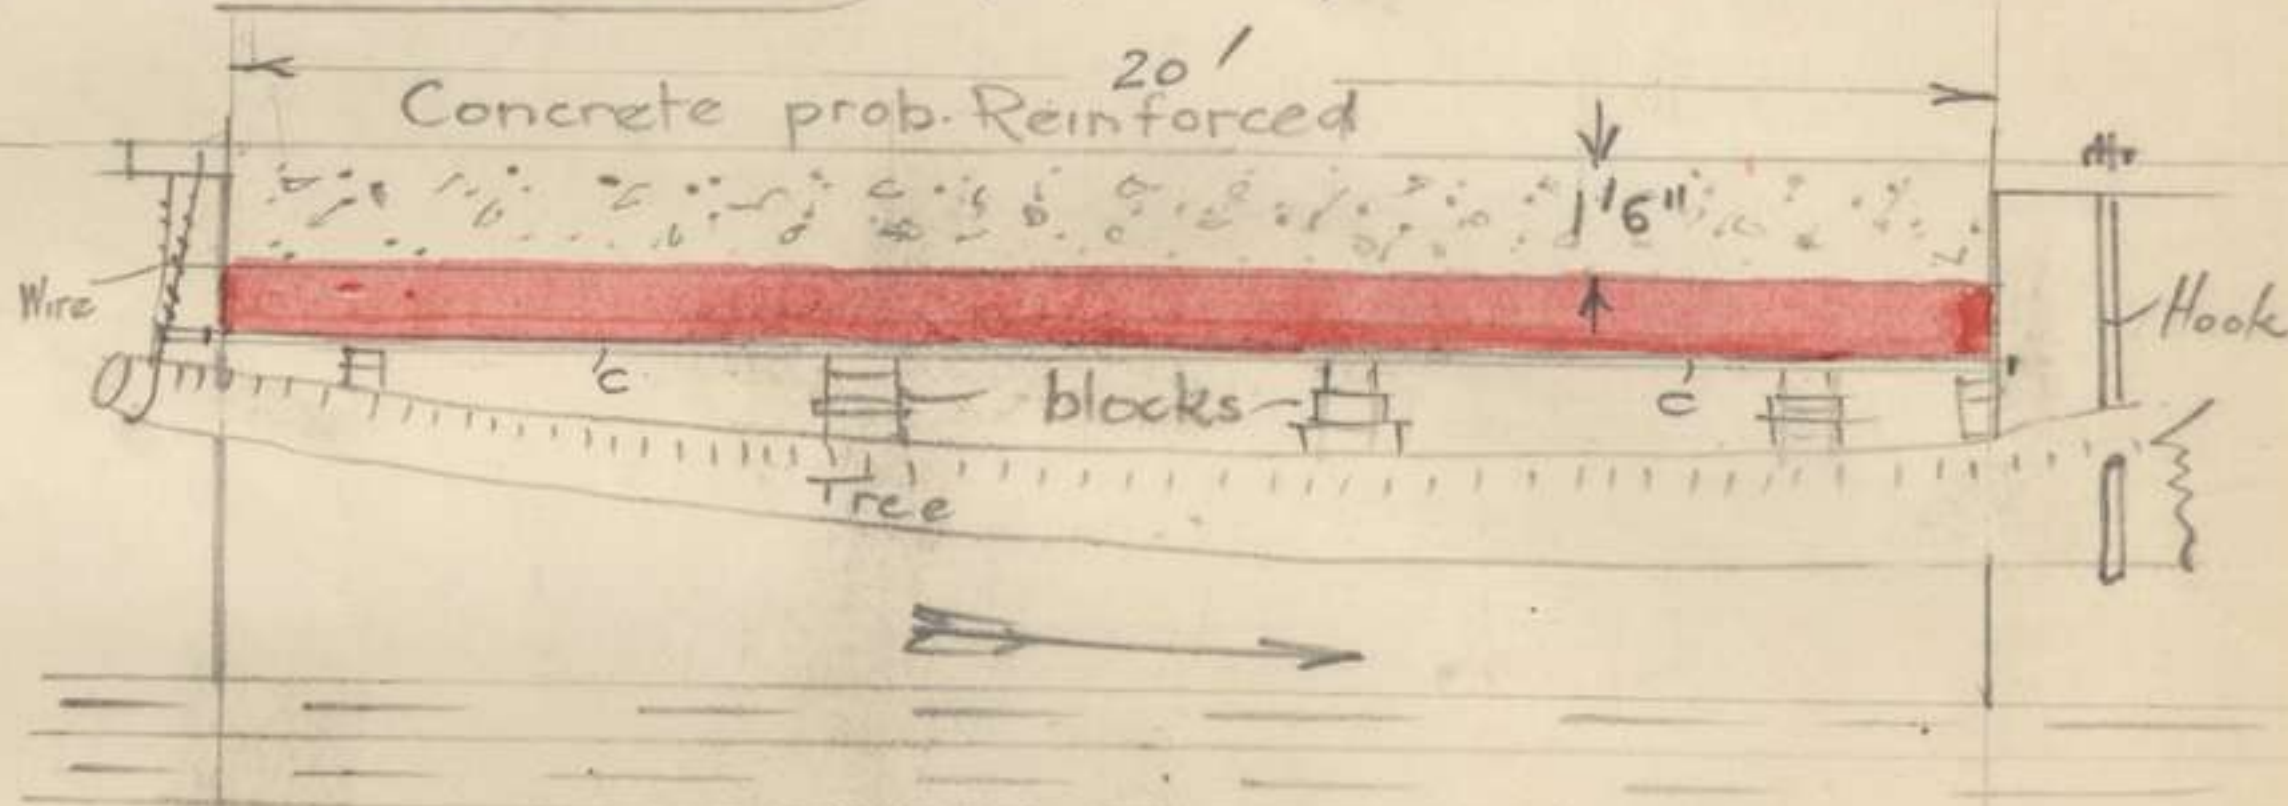 20'
Concrete prob. Reinforced
1'6"
Wire
Hook
c
blocks
c
Tree